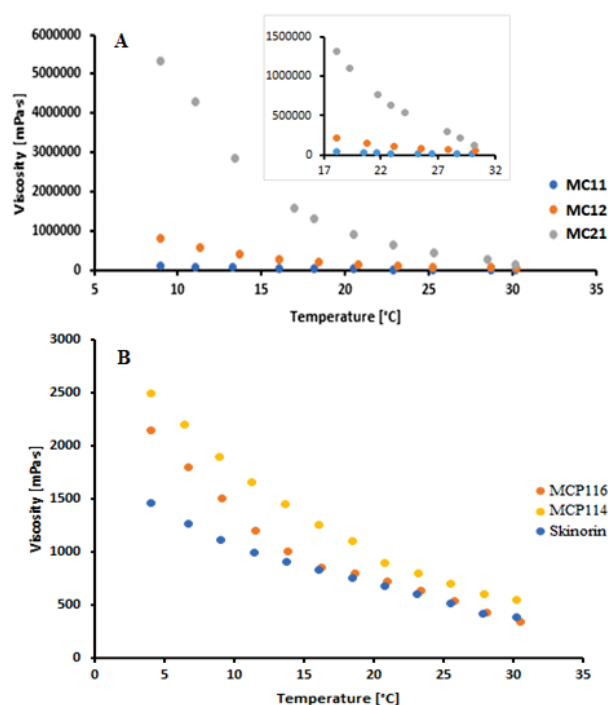 A
Viscosity [mPa·s]
6000000
5000000
4000000
3000000
2000000
1000000
0
5 10 15 20 25 30 35
Temperature [°C]
1500000
1000000
500000
0
17 22 27 32
MC11
MC12
MC21
B
Viscosity [mPa·s]
3000
2500
2000
1500
1000
500
0
0 5 10 15 20 25 30 35
Temperature [°C]
MCP116
MCP114
Skinorin